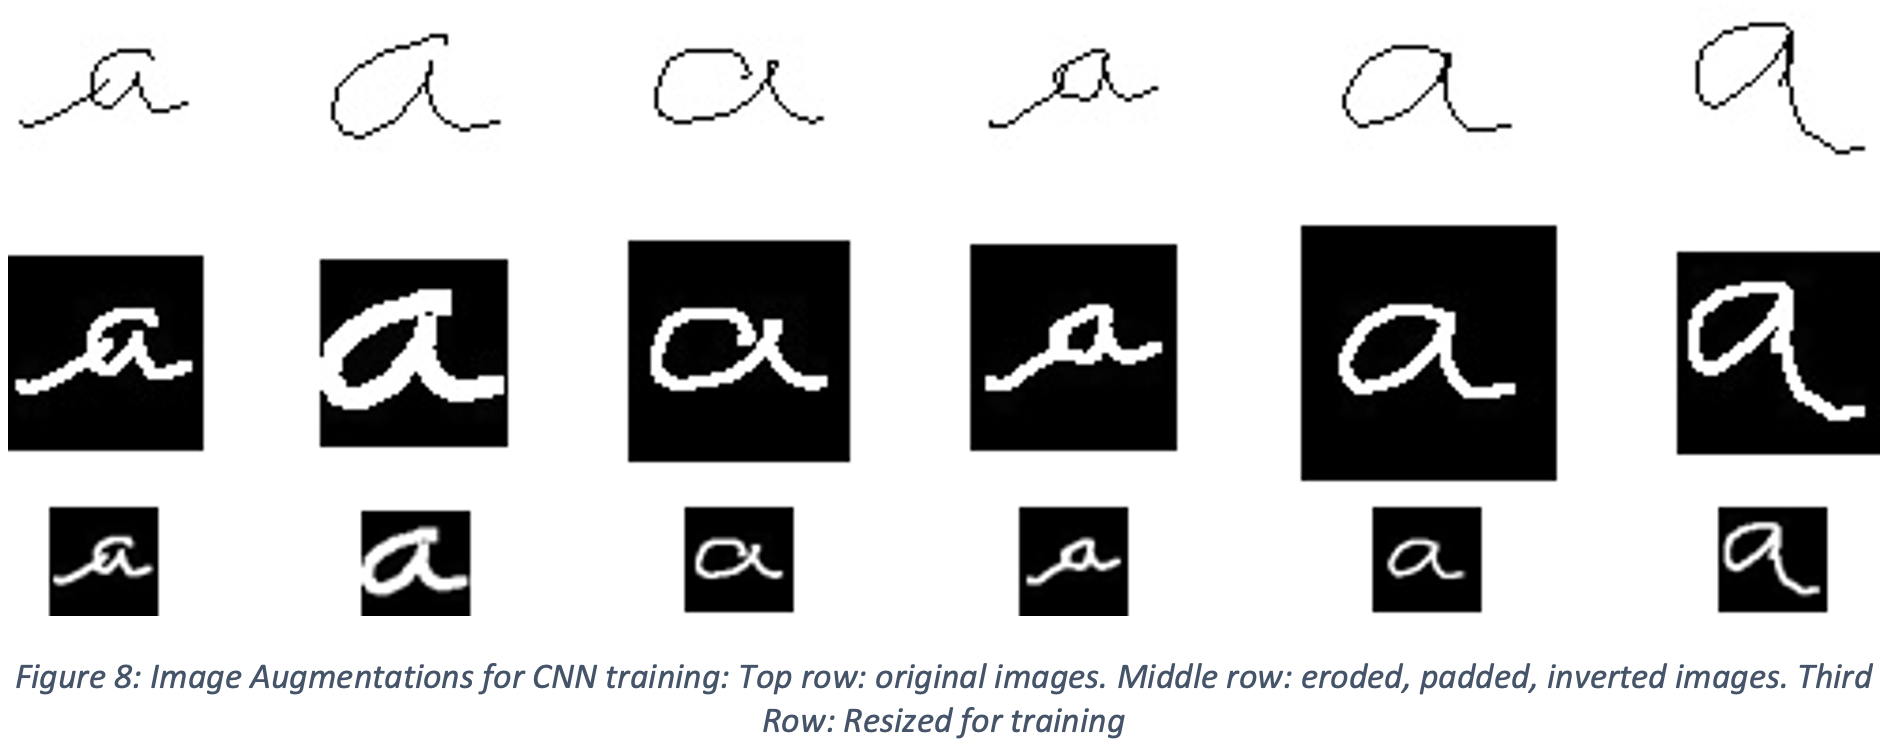 a a a a a a
a a a a a a
a a a a a a
Figure 8: Image Augmentations for CNN training: Top row: original images. Middle row: eroded, padded, inverted images. Third
Row: Resized for training